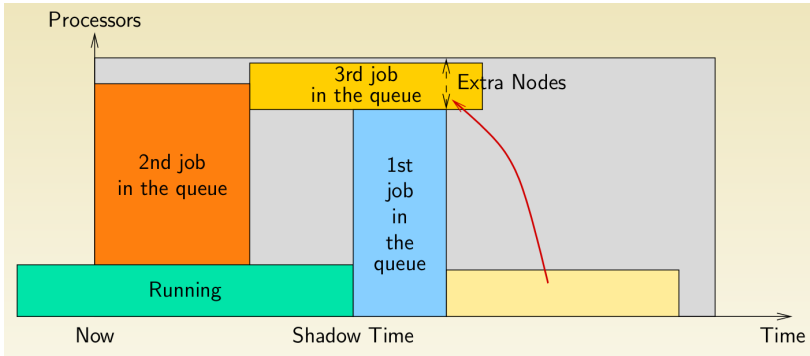 Processors
3rd job
in the queue
Extra Nodes
2nd job
in the queue
1st
job
in
the
queue
Running
Now
Shadow Time
Time